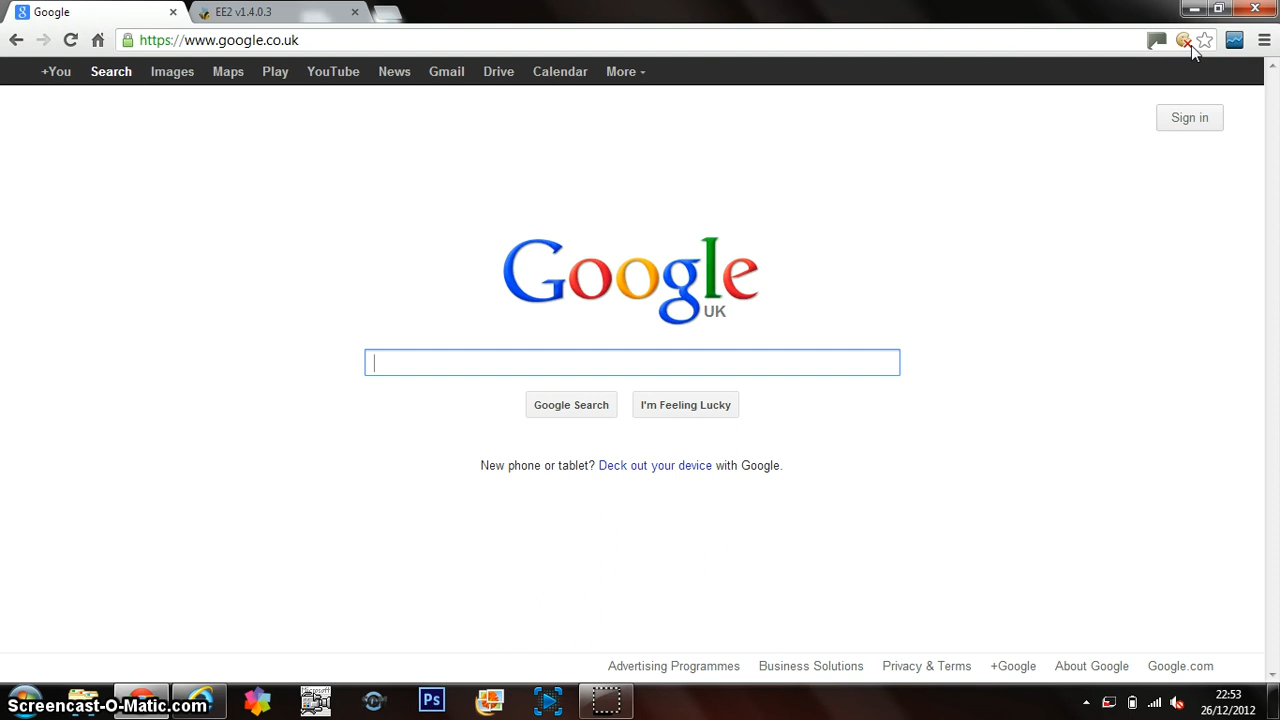 Google
EE2 v1.4.0.3
https://www.google.co.uk
+You Search Images Maps Play YouTube News Gmail Drive Calendar More
Sign in
Google
UK
Google Search I'm Feeling Lucky
New phone or tablet? Deck out your device with Google.
Advertising Programmes Business Solutions Privacy & Terms +Google About Google Google.com
Microsoft
Ps
22:53
26/12/2012
Screencast-O-Matic.com